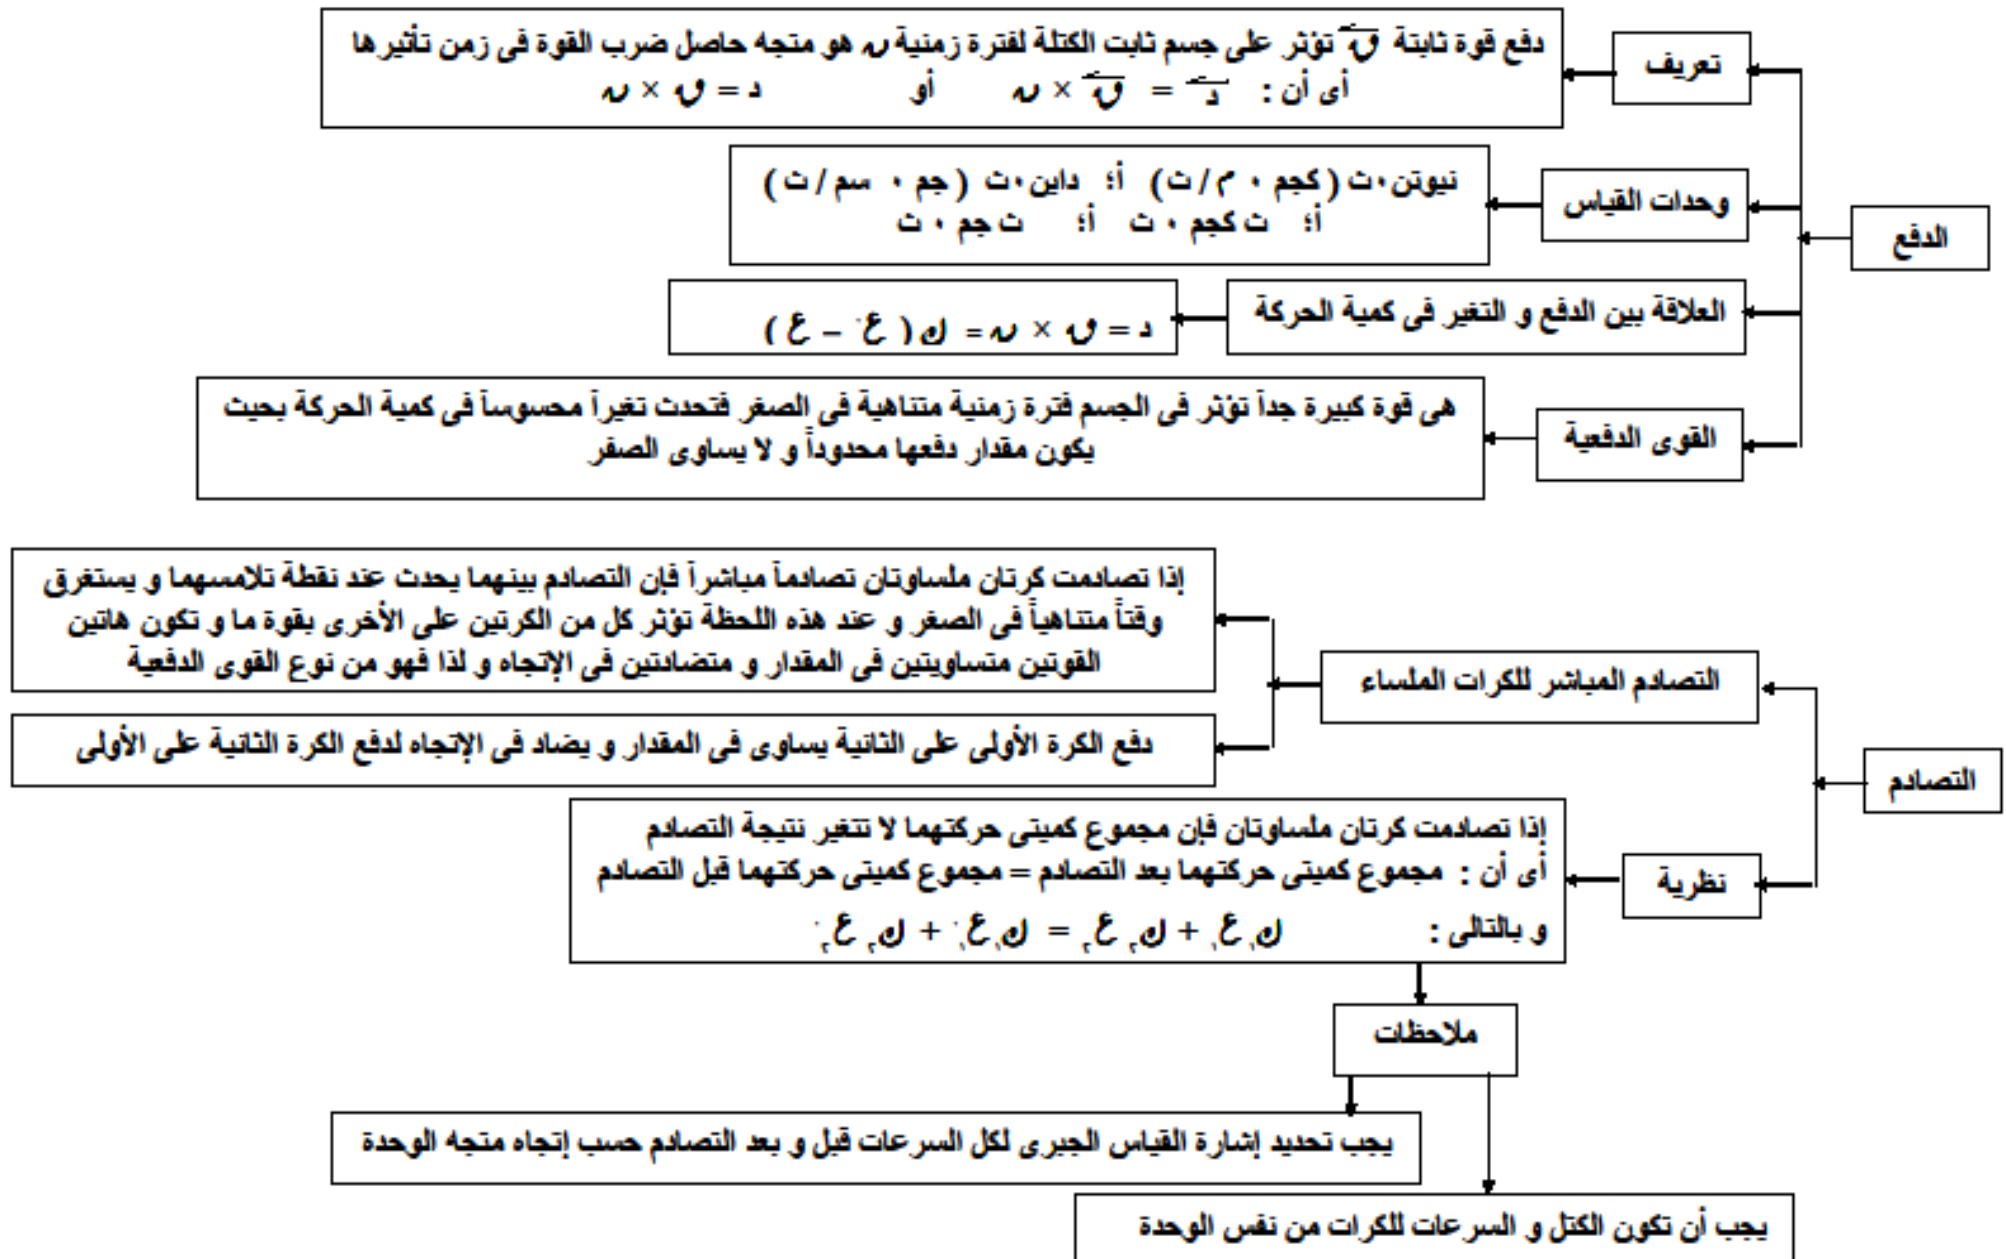 الدفع
تعريف
دفع قوة ثابتة ق تؤثر على جسم ثابت الكتلة لفترة زمنية ن هو متجه حاصل ضرب القوة فى زمن تأثيرها
أى أن : د = ق × ن أو د = ق × ن
وحدات القياس
نيوتن٠ث ( كجم ٠ م / ث ) أ؛ داين٠ث ( جم ٠ سم / ث )
أ؛ ث كجم ٠ ث أ؛ ث جم ٠ ث
العلاقة بين الدفع و التغير فى كمية الحركة
د = ق × ن = ك ( عَ – ع )
القوى الدفعية
هى قوة كبيرة جداً تؤثر فى الجسم فترة زمنية متناهية فى الصغر فتحدث تغيراً محسوساً فى كمية الحركة بحيث
يكون مقدار دفعها محدوداً و لا يساوى الصفر
التصادم
التصادم المباشر للكرات الملساء
إذا تصادمت كرتان ملساوتان تصادماً مباشراً فإن التصادم بينهما يحدث عند نقطة تلامسهما و يستغرق
وقتاً متناهياً فى الصغر و عند هذه اللحظة تؤثر كل من الكرتين على الأخرى بقوة ما و تكون هاتين
القوتين متساويتين فى المقدار و متضادتين فى الإتجاه و لذا فهو من نوع القوى الدفعية
دفع الكرة الأولى على الثانية يساوى فى المقدار و يضاد فى الإتجاه لدفع الكرة الثانية على الأولى
نظرية
إذا تصادمت كرتان ملساوتان فإن مجموع كميتى حركتهما لا تتغير نتيجة التصادم
أى أن : مجموع كميتى حركتهما بعد التصادم = مجموع كميتى حركتهما قبل التصادم
و بالتالى : ك١ ع١ + ك٢ ع٢ = ك١ عَ١ + ك٢ عَ٢
ملاحظات
يجب تحديد إشارة القياس الجبرى لكل السرعات قبل و بعد التصادم حسب إتجاه متجه الوحدة
يجب أن تكون الكتل و السرعات للكرات من نفس الوحدة